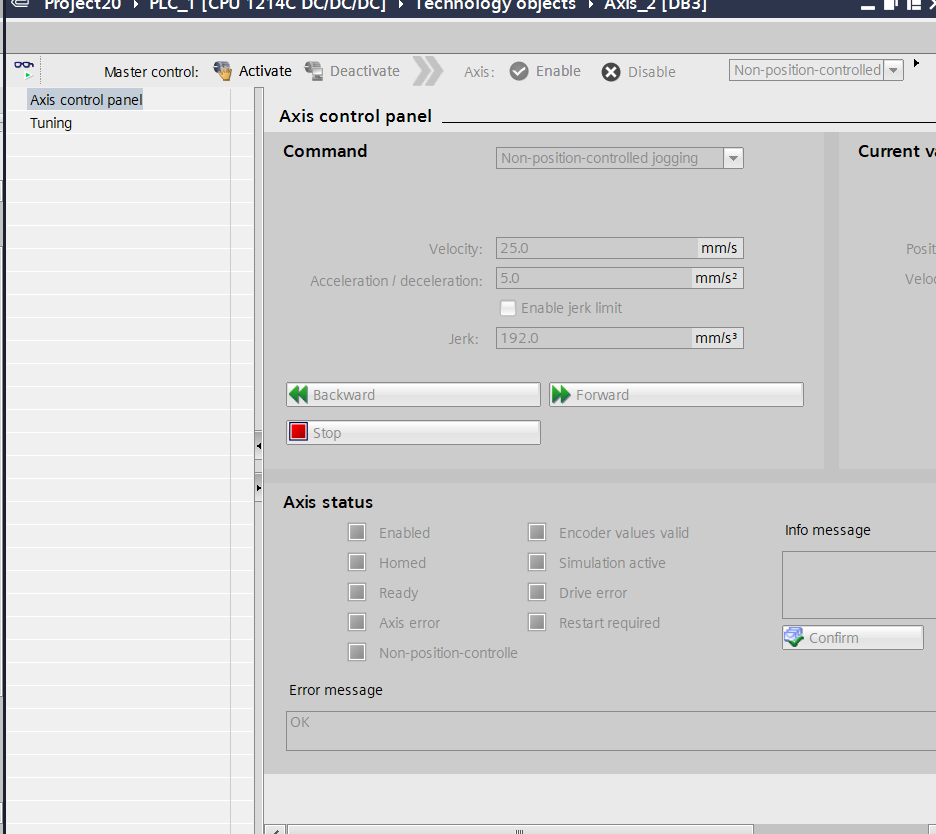 Project20 › PLC_1 [CPU 1214C DC/DC/DC] › Technology objects › Axis_2 [DB3]
Master control: Activate Deactivate Axis: Enable Disable Non-position-controlled
Axis control panel
Tuning
Axis control panel
Command
Non-position-controlled jogging
Current va
Velocity: 25.0 mm/s
Posit
Acceleration / deceleration: 5.0 mm/s²
Veloc
Enable jerk limit
Jerk: 192.0 mm/s³
Backward
Forward
Stop
Axis status
Enabled
Encoder values valid
Info message
Homed
Simulation active
Ready
Drive error
Axis error
Restart required
Confirm
Non-position-controlle
Error message
OK